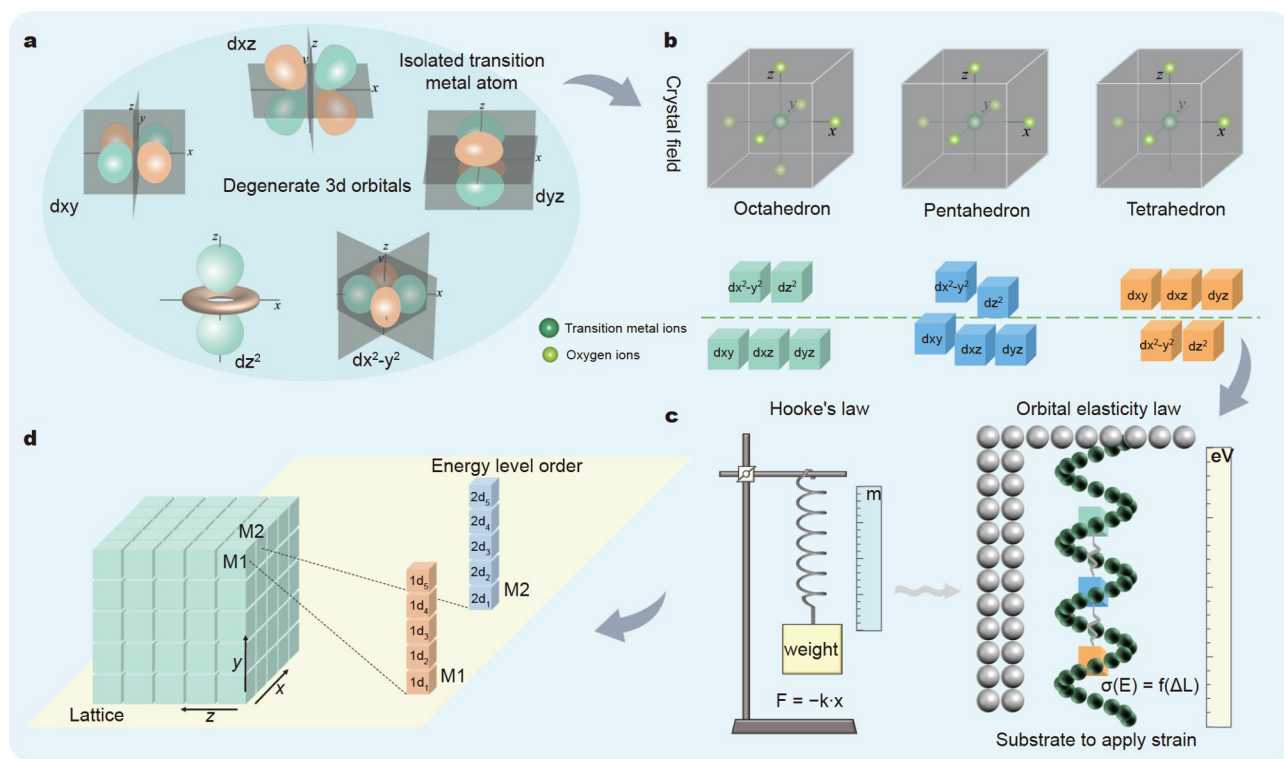 a
dxz
z
y
x
Isolated transition
metal atom
z
y
x
dxy
Degenerate 3d orbitals
dyz
z
x
dz²
z
y
x
dx²-y²
Transition metal ions
Oxygen ions
b
Crystal field
z
y
x
Octahedron
z
y
x
Pentahedron
z
y
x
Tetrahedron
dx²-y² dz²
dxy dxz dyz
dx²-y²
dz²
dxy
dxz dyz
dxy dxz dyz
dx²-y² dz²
c
Hooke's law
m
weight
F = −k·x
Orbital elasticity law
eV
σ(E) = f(ΔL)
Substrate to apply strain
d
Energy level order
M2
M1
2d₅
2d₄
2d₃
2d₂
2d₁
M2
1d₅
1d₄
1d₃
1d₂
1d₁
M1
y
x
z
Lattice